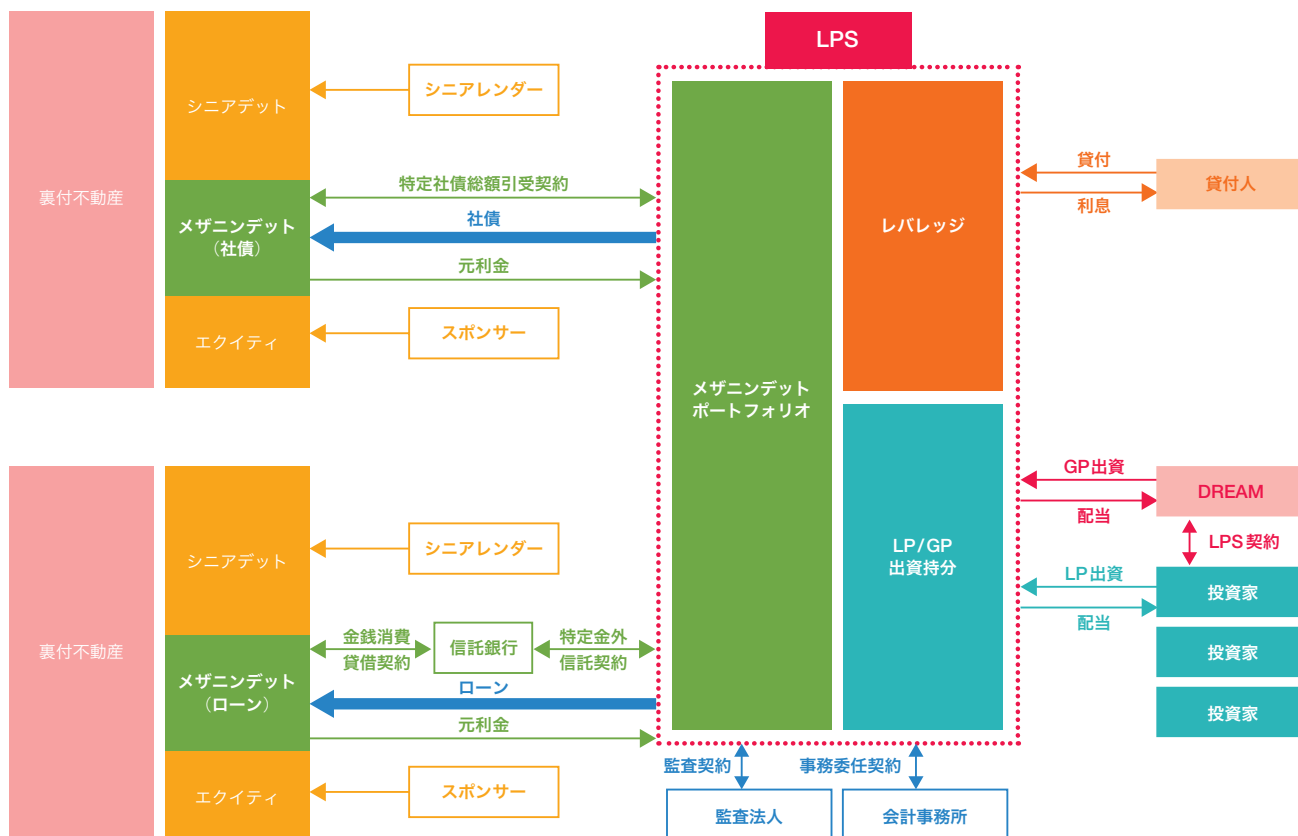 LPS
裏付不動産
シニアデット
シニアレンダー
メザニンデット
（社債）
特定社債総額引受契約
社債
元利金
エクイティ
スポンサー
メザニンデット
ポートフォリオ
レバレッジ
貸付
利息
貸付人
裏付不動産
シニアデット
シニアレンダー
メザニンデット
（ローン）
金銭消費
貸借契約
信託銀行
特定金外
信託契約
ローン
元利金
エクイティ
スポンサー
LP/GP
出資持分
GP出資
配当
DREAM
LPS契約
LP出資
配当
投資家
投資家
投資家
監査契約
事務委任契約
監査法人
会計事務所